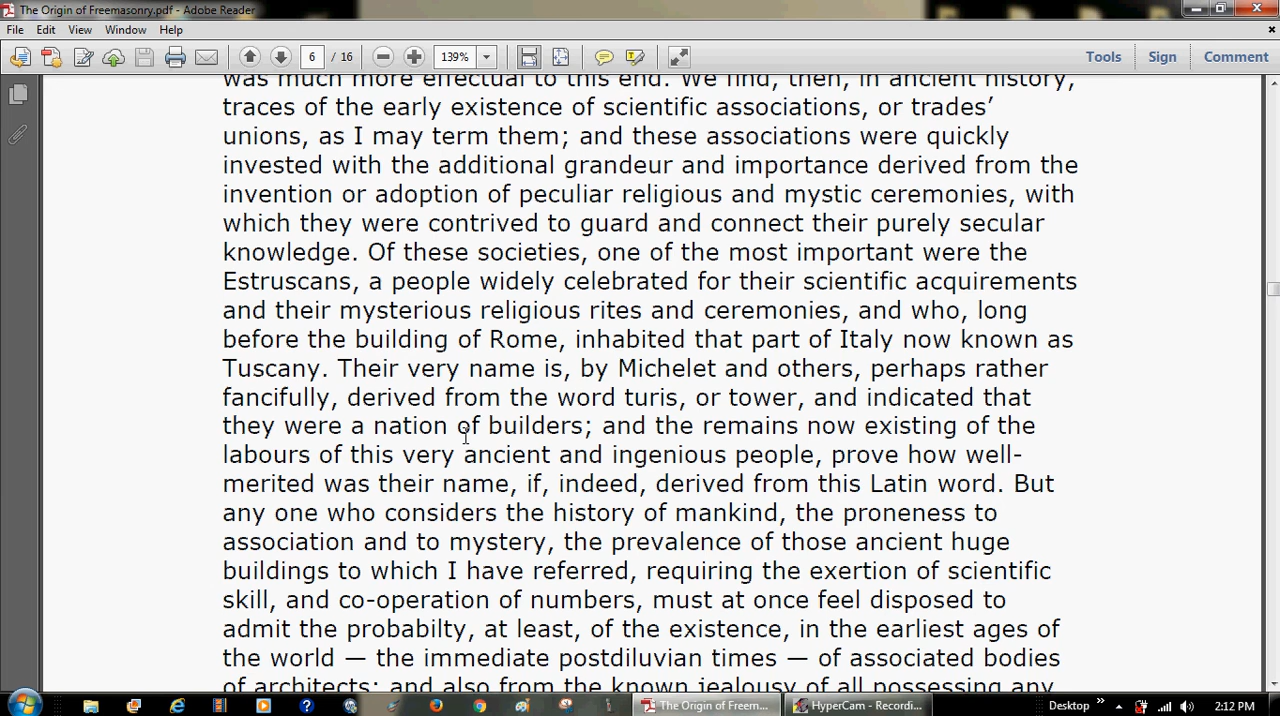 The Origin of Freemasonry.pdf - Adobe Reader
File Edit View Window Help
6 / 16 139% Tools Sign Comment
was much more effectual to this end. We find, then, in ancient history,
traces of the early existence of scientific associations, or trades’
unions, as I may term them; and these associations were quickly
invested with the additional grandeur and importance derived from the
invention or adoption of peculiar religious and mystic ceremonies, with
which they were contrived to guard and connect their purely secular
knowledge. Of these societies, one of the most important were the
Estruscans, a people widely celebrated for their scientific acquirements
and their mysterious religious rites and ceremonies, and who, long
before the building of Rome, inhabited that part of Italy now known as
Tuscany. Their very name is, by Michelet and others, perhaps rather
fancifully, derived from the word turis, or tower, and indicated that
they were a nation of builders; and the remains now existing of the
labours of this very ancient and ingenious people, prove how well-
merited was their name, if, indeed, derived from this Latin word. But
any one who considers the history of mankind, the proneness to
association and to mystery, the prevalence of those ancient huge
buildings to which I have referred, requiring the exertion of scientific
skill, and co-operation of numbers, must at once feel disposed to
admit the probabilty, at least, of the existence, in the earliest ages of
the world — the immediate postdiluvian times — of associated bodies
of architects; and also from the known jealousy of all possessing any
The Origin of Freem... HyperCam - Recordi... Desktop » 2:12 PM